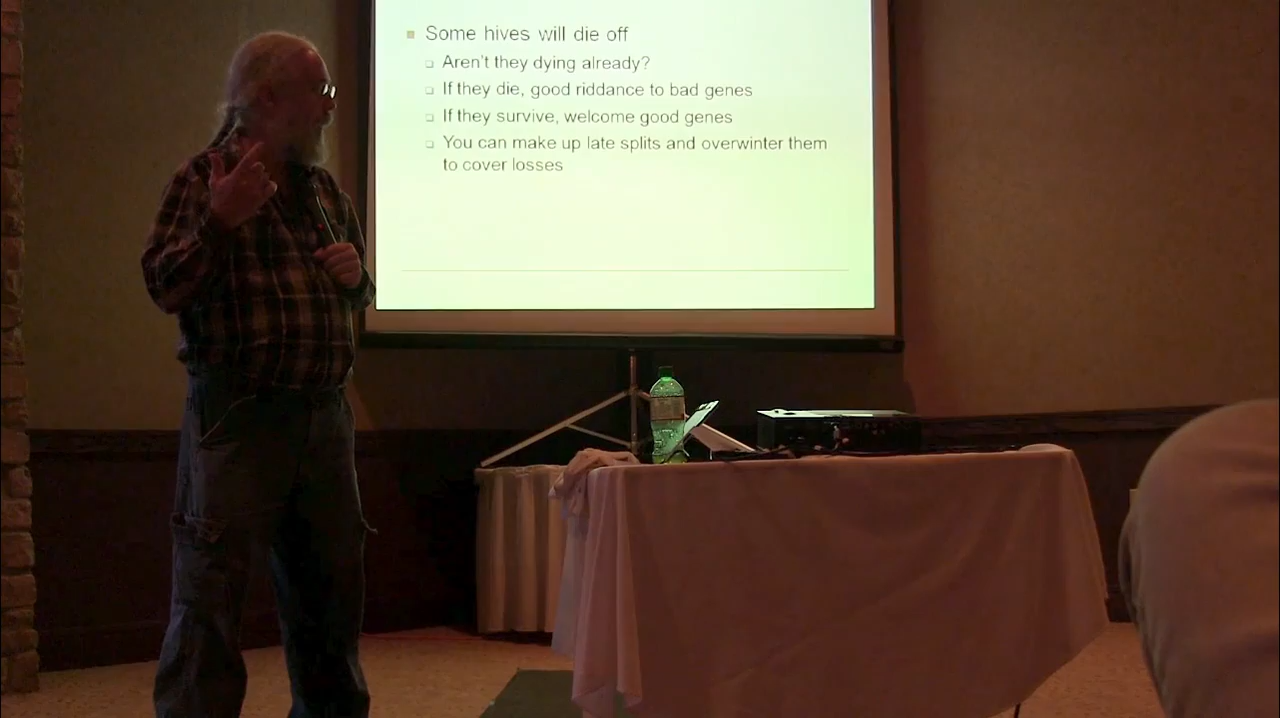 Some hives will die off
Aren't they dying already?
If they die, good riddance to bad genes
If they survive, welcome good genes
You can make up late splits and overwinter them
to cover losses